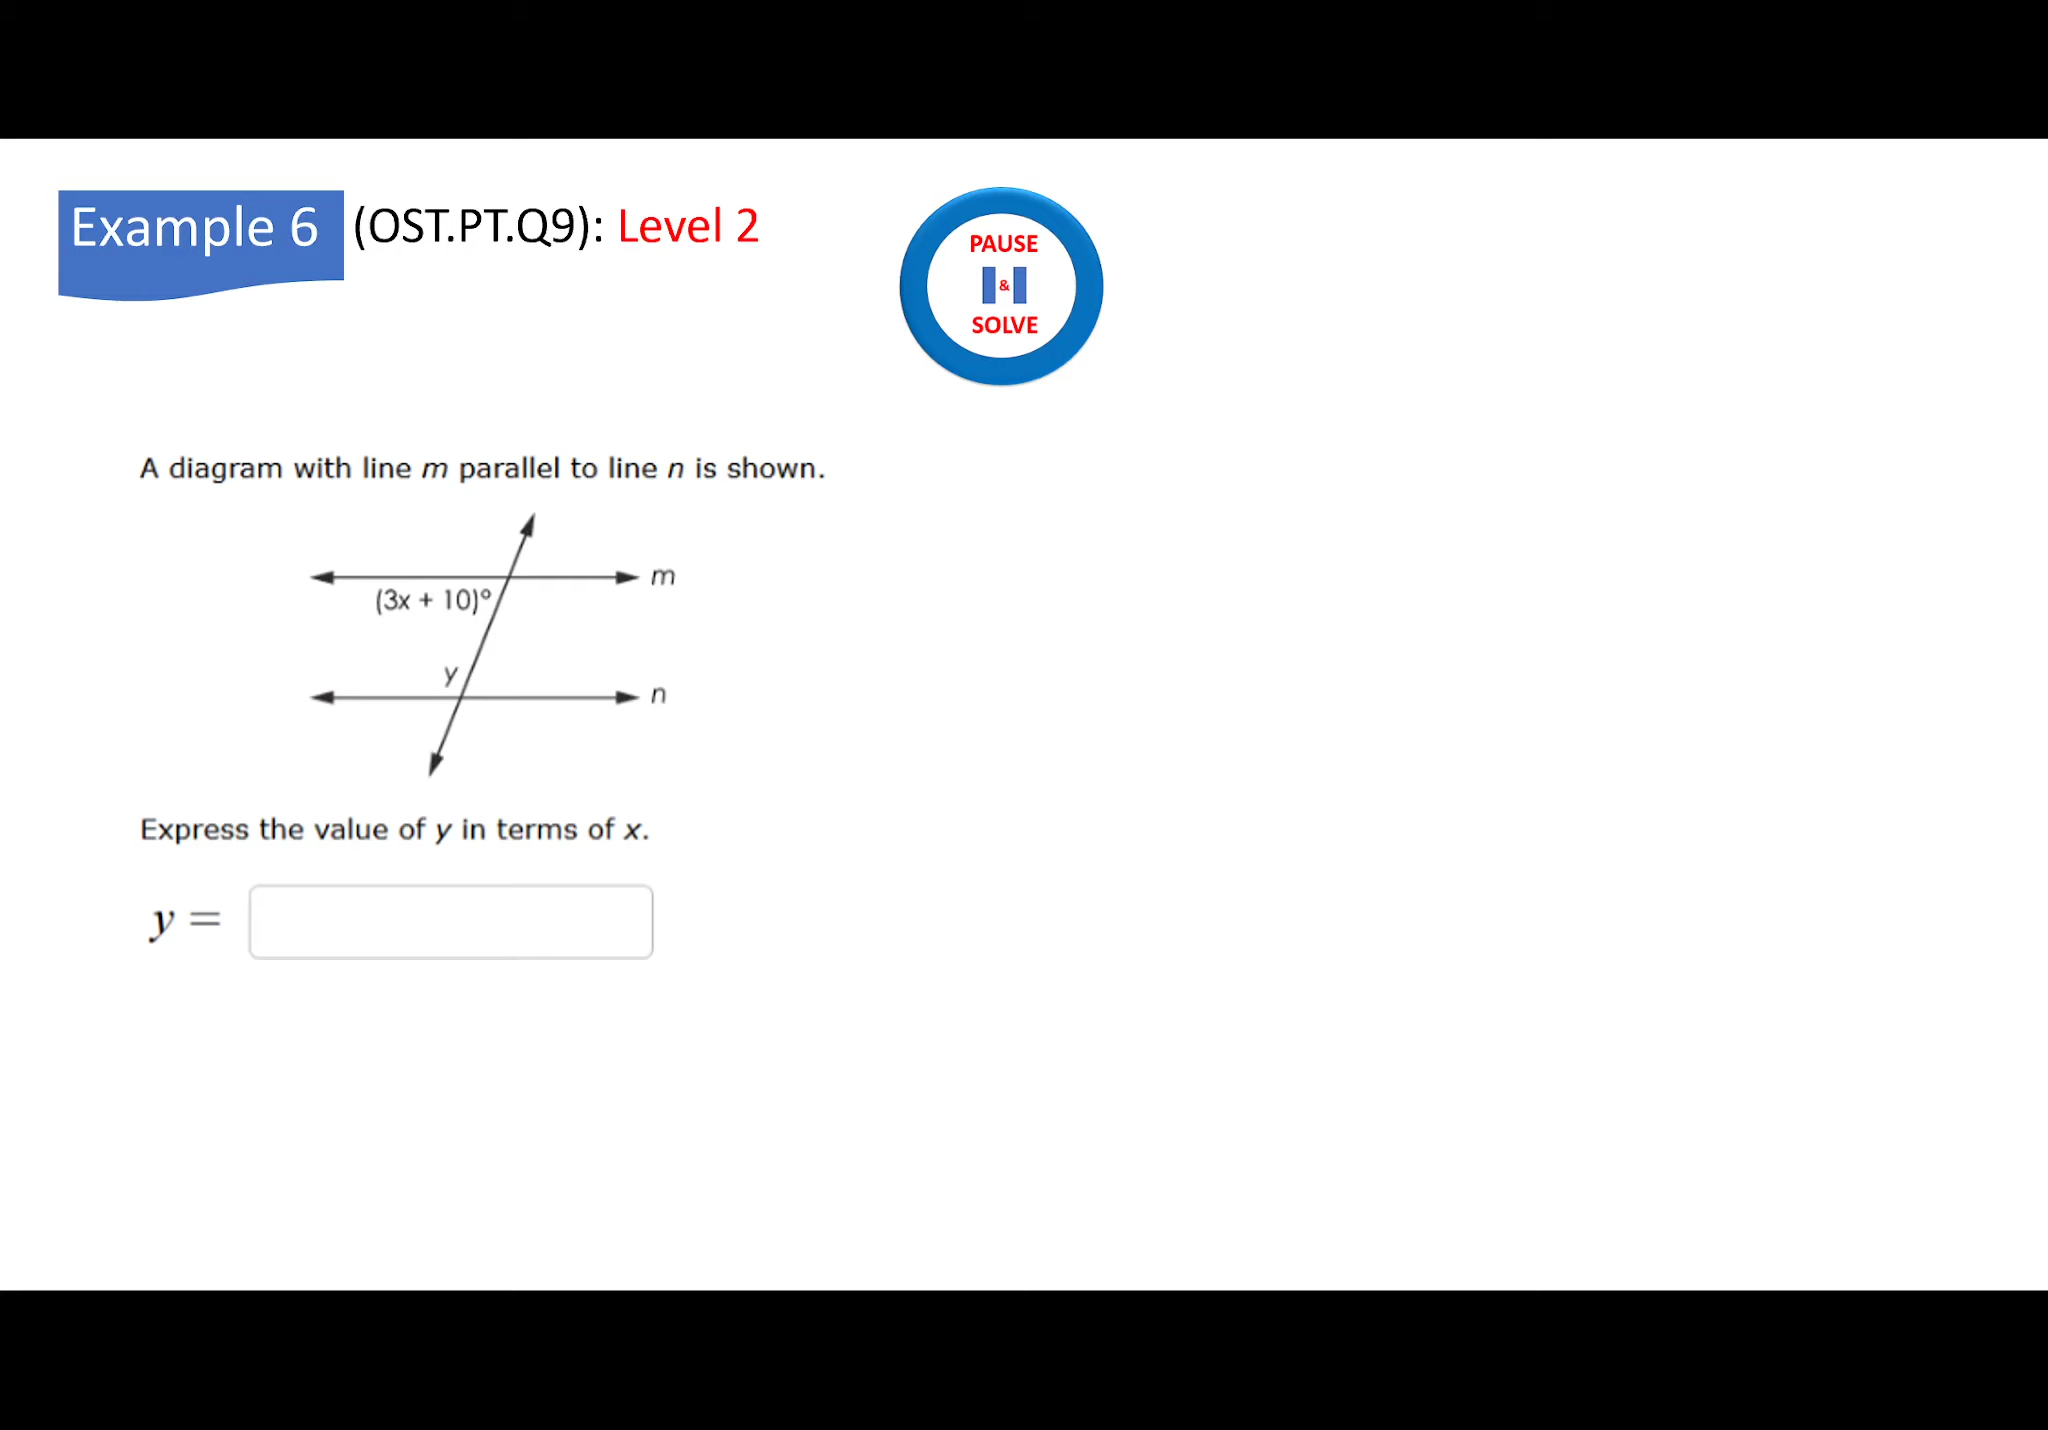 Example 6 (OST.PT.Q9): Level 2
PAUSE
&
SOLVE
A diagram with line m parallel to line n is shown.
m
(3x + 10)°
y
n
Express the value of y in terms of x.
y =